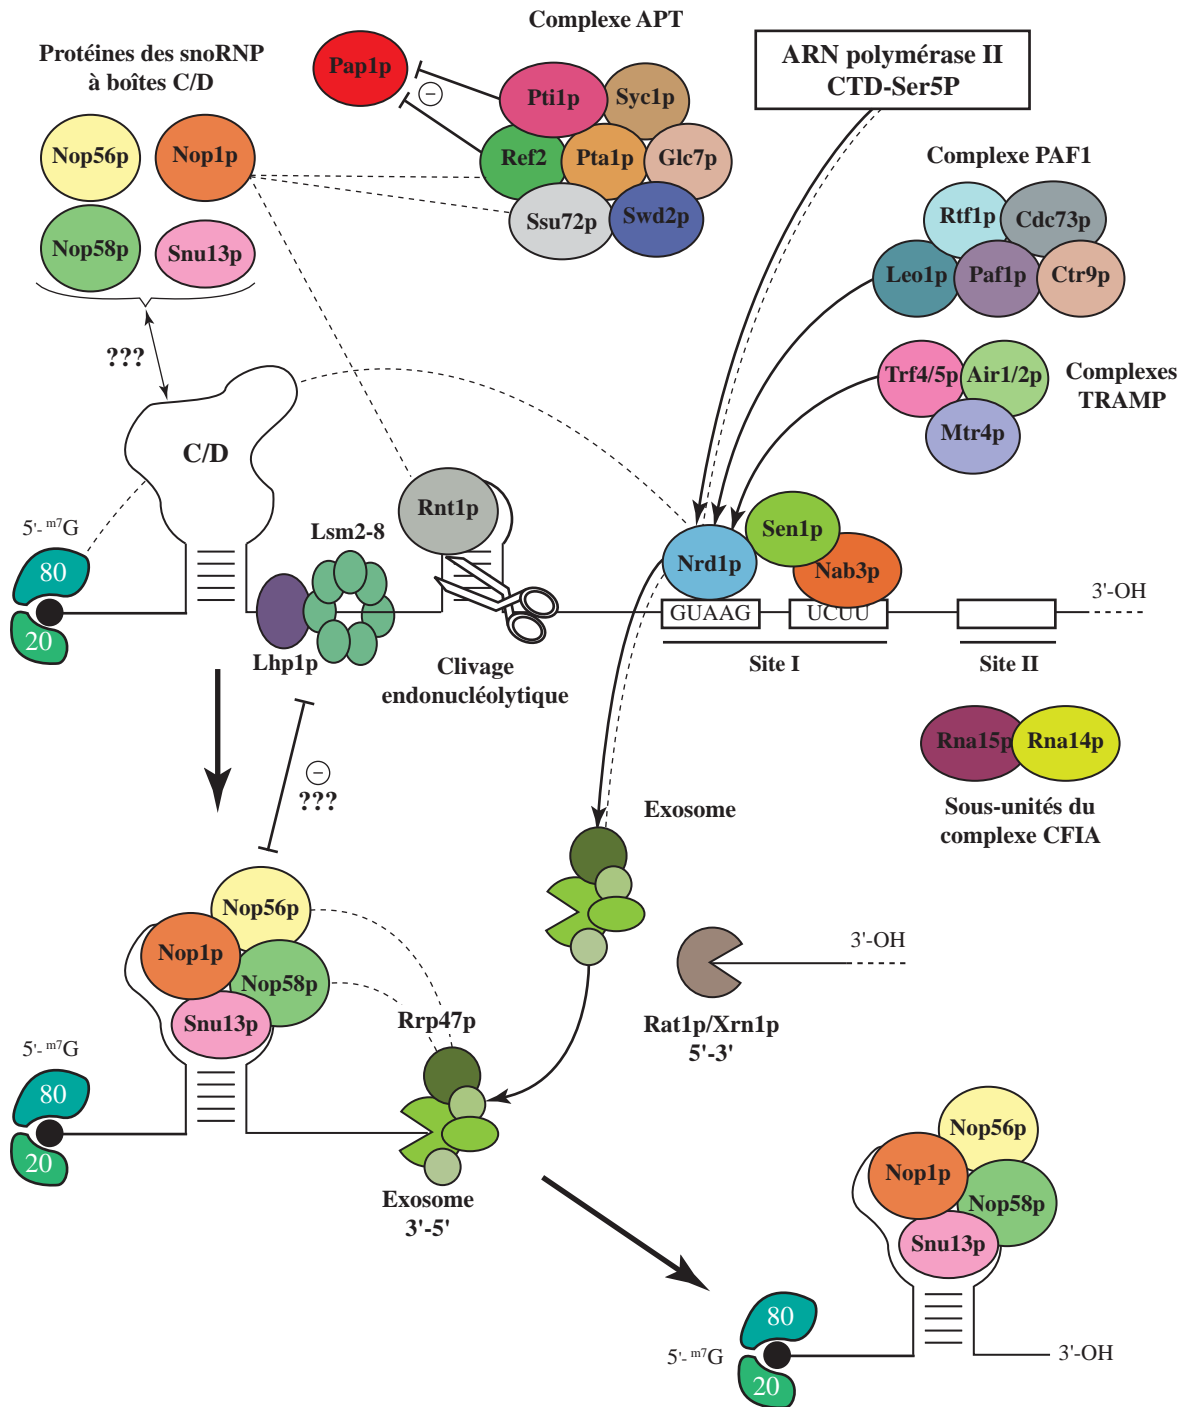 Complexe APT
Protéines des snoRNP
à boîtes C/D
Pap1p
−
Pti1p
Syc1p
Ref2
Pta1p
Glc7p
Ssu72p
Swd2p
ARN polymérase II
CTD-Ser5P
Nop56p
Nop1p
Nop58p
Snu13p
Complexe PAF1
Rtf1p
Cdc73p
Leo1p
Paf1p
Ctr9p
???
Trf4/5p
Air1/2p
Mtr4p
Complexes
TRAMP
C/D
5'-m7G
80
20
Lsm2-8
Lhp1p
Rnt1p
Clivage
endonucléolytique
Nrd1p
Sen1p
Nab3p
GUAAG
UCUU
3'-OH
Site I
Site II
Rna15p
Rna14p
Sous-unités du
complexe CFIA
−
???
Exosome
Nop56p
Nop1p
Nop58p
Snu13p
3'-OH
Rat1p/Xrn1p
5'-3'
Rrp47p
5'-m7G
80
20
Exosome
3'-5'
Nop56p
Nop1p
Nop58p
Snu13p
80
5'-m7G
20
3'-OH